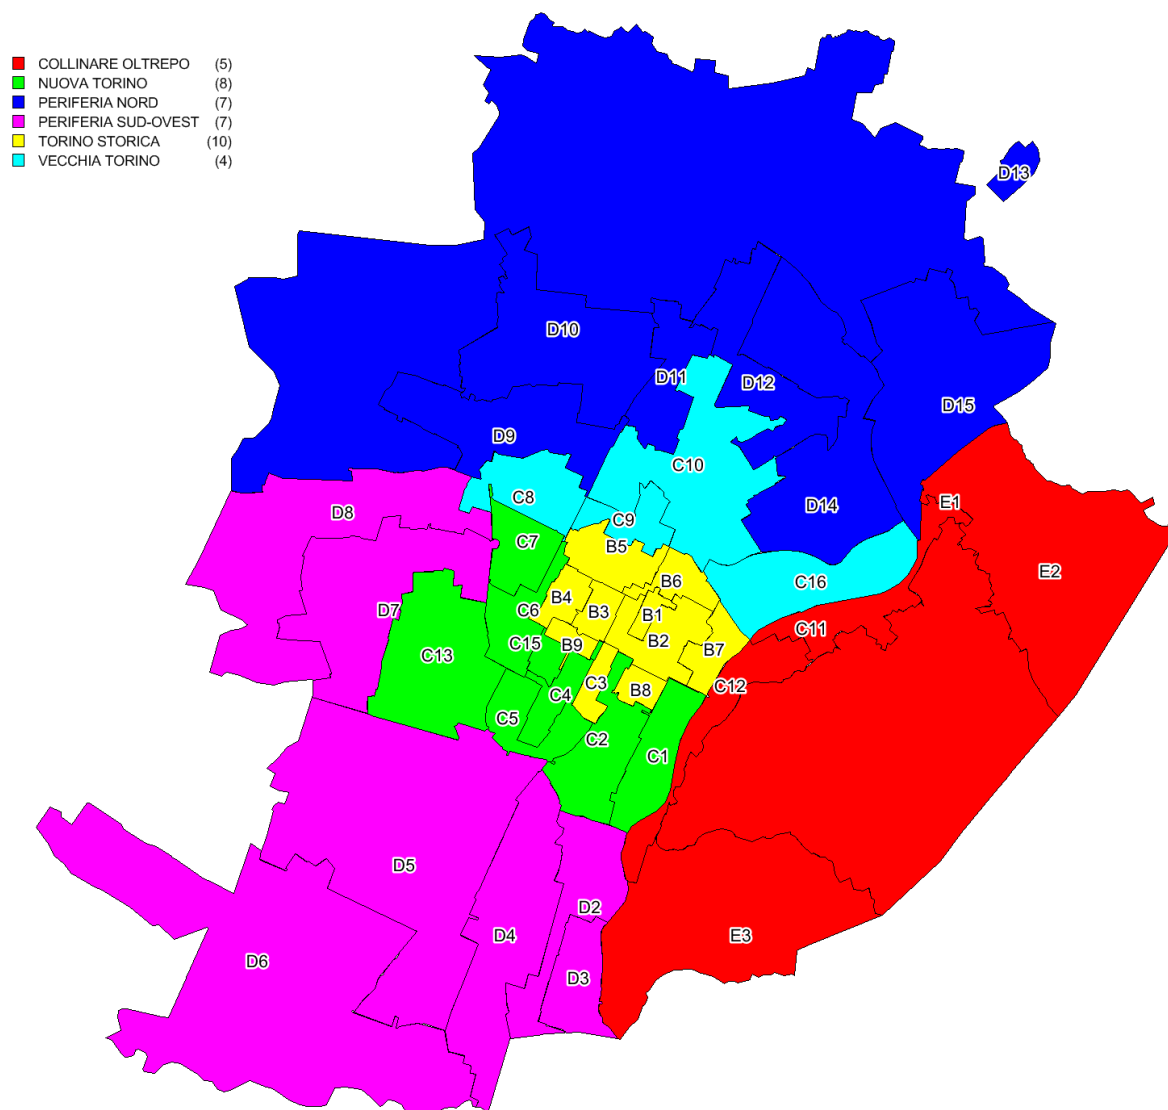 COLLINARE OLTREPO (5)
NUOVA TORINO (8)
PERIFERIA NORD (7)
PERIFERIA SUD-OVEST (7)
TORINO STORICA (10)
VECCHIA TORINO (4)
D13
D10
D11
D12
D15
D9
C10
C8
E1
D8
D14
C9
C7
B5
E2
B6
C16
B4
C6
B3
B1
D7
C11
C15
B9
B2
B7
C13
C3
C12
C4
B8
C5
C2
C1
D5
D2
D4
E3
D6
D3